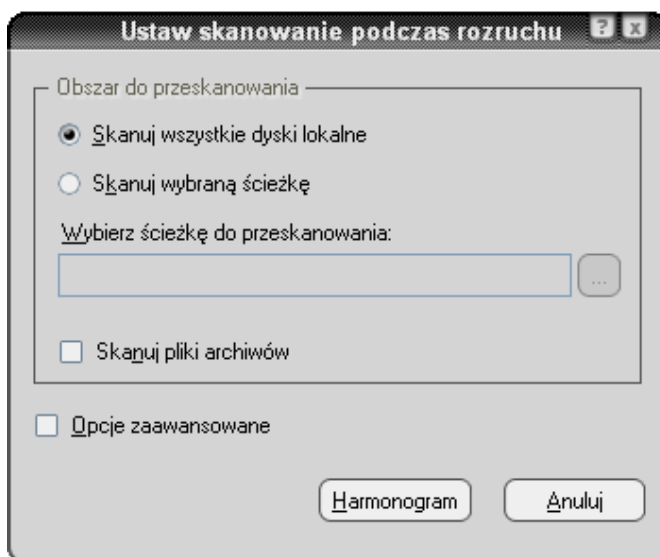 Ustaw skanowanie podczas rozruchu
Obszar do przeskanowania
Skanuj wszystkie dyski lokalne
Skanuj wybraną ścieżkę
Wybierz ścieżkę do przeskanowania:
...
Skanuj pliki archiwów
Opcje zaawansowane
Harmonogram
Anuluj